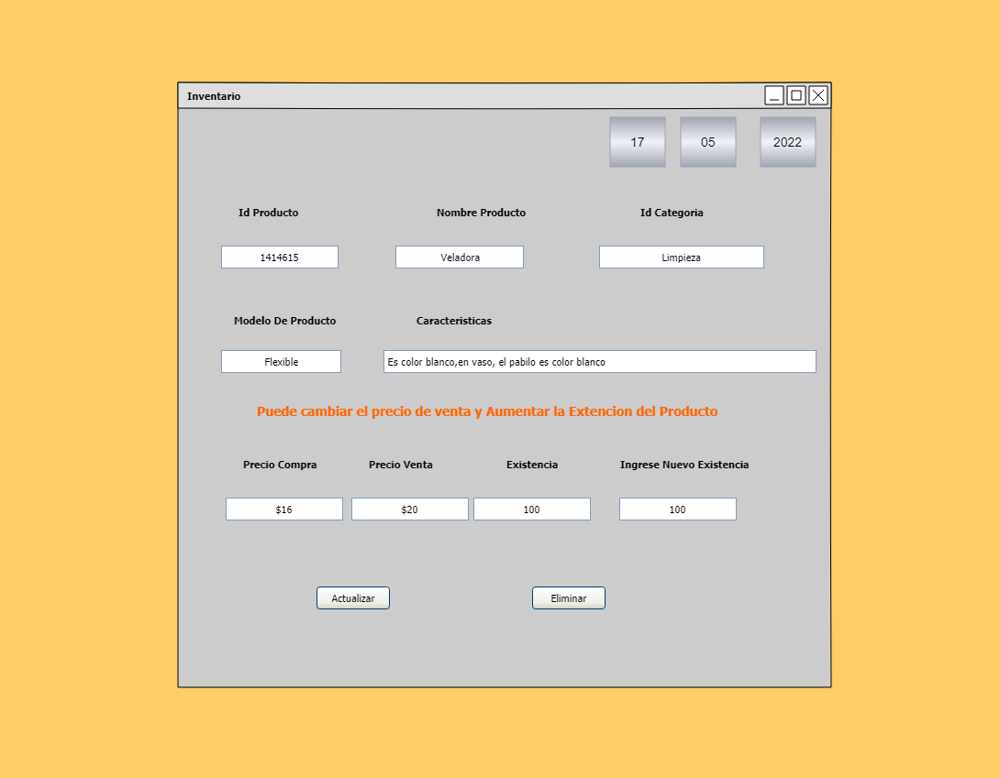 Inventario
17 05 2022
Id Producto Nombre Producto Id Categoria
1414615 Veladora Limpieza
Modelo De Producto Caracteristicas
Flexible Es color blanco,en vaso, el pabilo es color blanco
Puede cambiar el precio de venta y Aumentar la Extencion del Producto
Precio Compra Precio Venta Existencia Ingrese Nuevo Existencia
$16 $20 100 100
Actualizar Eliminar